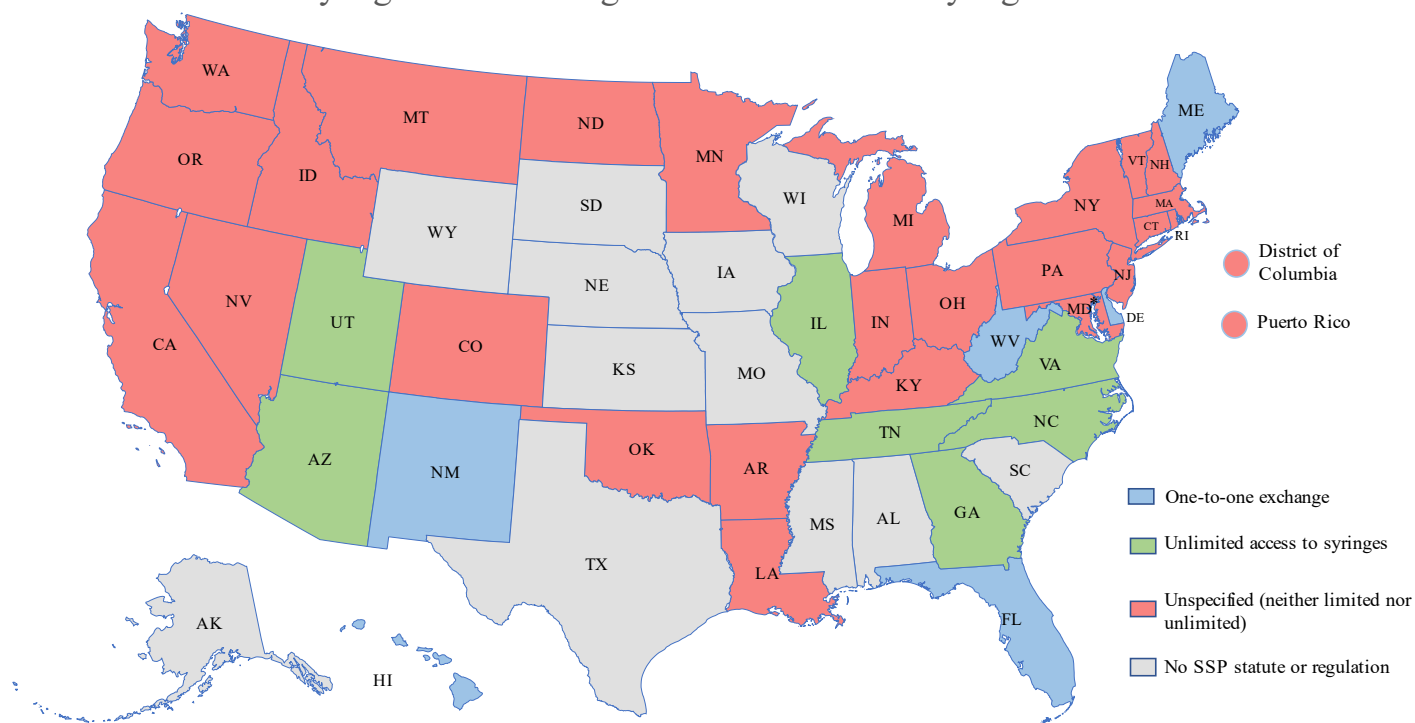 WA
MT
ND
MN
OR
ID
WY
SD
WI
MI
NY
VT
NH
ME
MA
CT
RI
NV
UT
CO
NE
IA
IL
IN
OH
PA
NJ
MD
*
DE
CA
KS
MO
KY
WV
VA
AZ
NM
OK
AR
TN
NC
SC
TX
LA
MS
AL
GA
FL
AK
HI
District of
Columbia
Puerto Rico
One-to-one exchange
Unlimited access to syringes
Unspecified (neither limited nor
unlimited)
No SSP statute or regulation